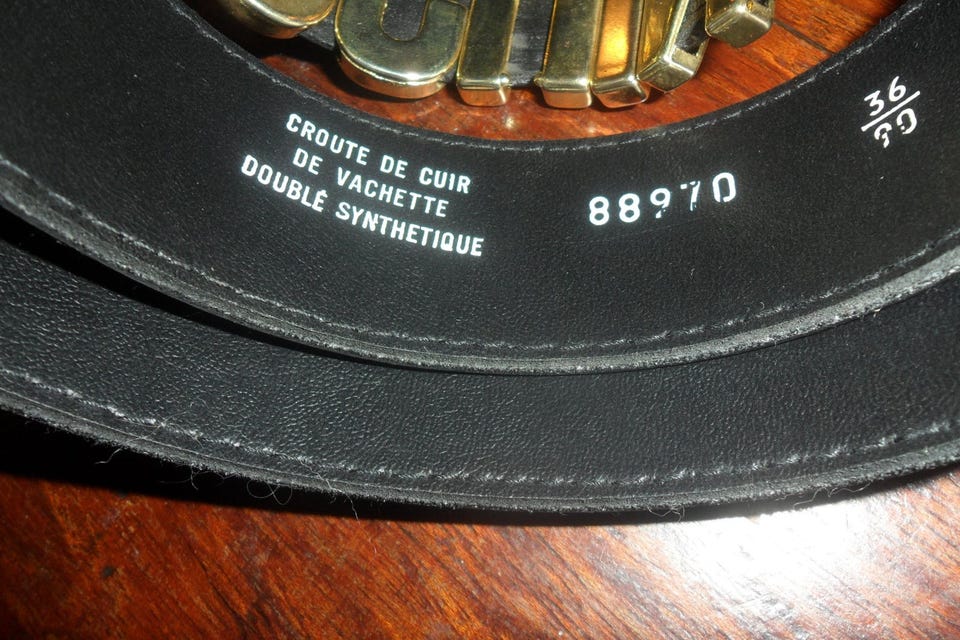 CROUTE DE CUIR
DE VACHETTE
DOUBLÉ SYNTHETIQUE
88970
36
90